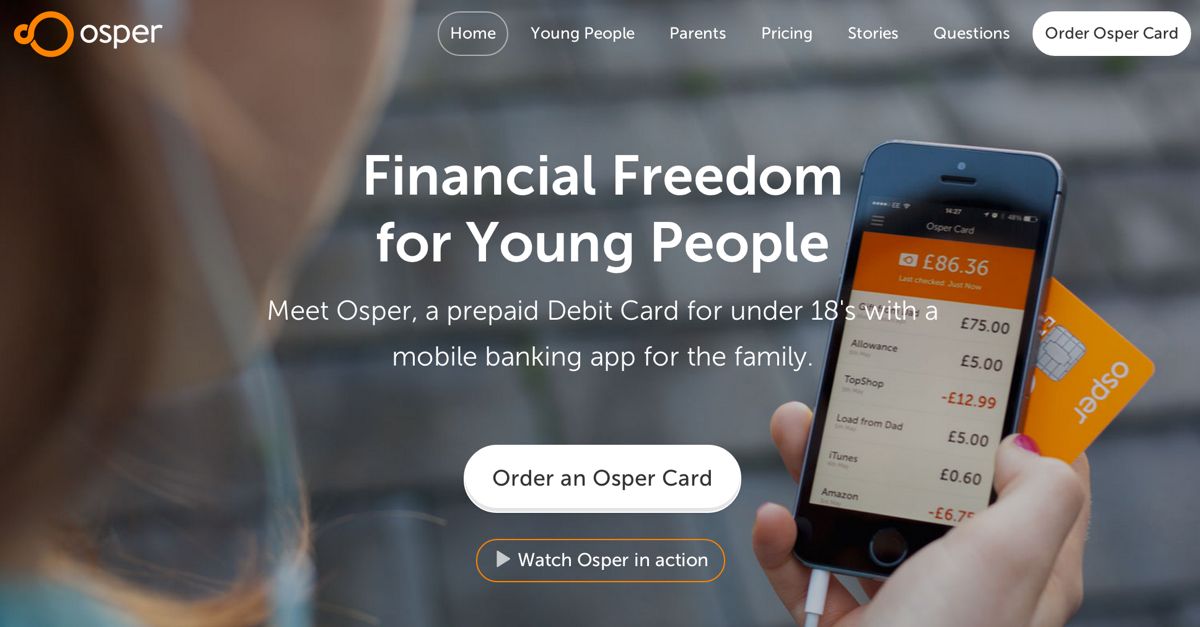 osper
Home
Young People
Parents
Pricing
Stories
Questions
Order Osper Card
Financial Freedom
for Young People
Meet Osper, a prepaid Debit Card for under 18's with a
mobile banking app for the family.
Order an Osper Card
Watch Osper in action
EE 14:27 48%
Osper Card
£86.36
Last checked: Just Now
£75.00
Allowance
£5.00
TopShop
-£12.99
Load from Dad
£5.00
iTunes
£0.60
Amazon
-£6.75
osper